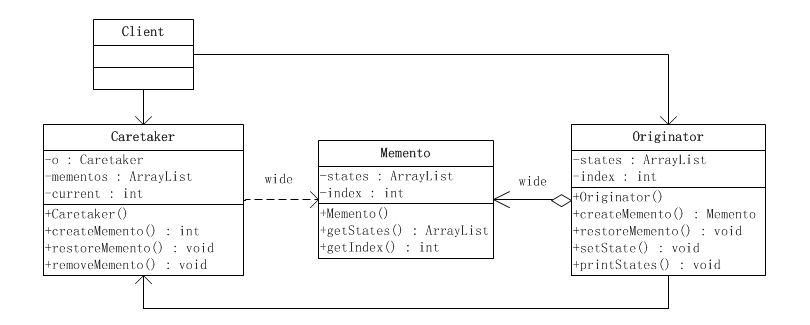 Client
Caretaker
-o : Caretaker
-mementos : ArrayList
-current : int
+Caretaker()
+createMemento() : int
+restoreMemento() : void
+removeMemento() : void
wide
Memento
-states : ArrayList
-index : int
+Memento()
+getStates() : ArrayList
+getIndex() : int
wide
Originator
-states : ArrayList
-index : int
+Originator()
+createMemento() : Memento
+restoreMemento() : void
+setState() : void
+printStates() : void